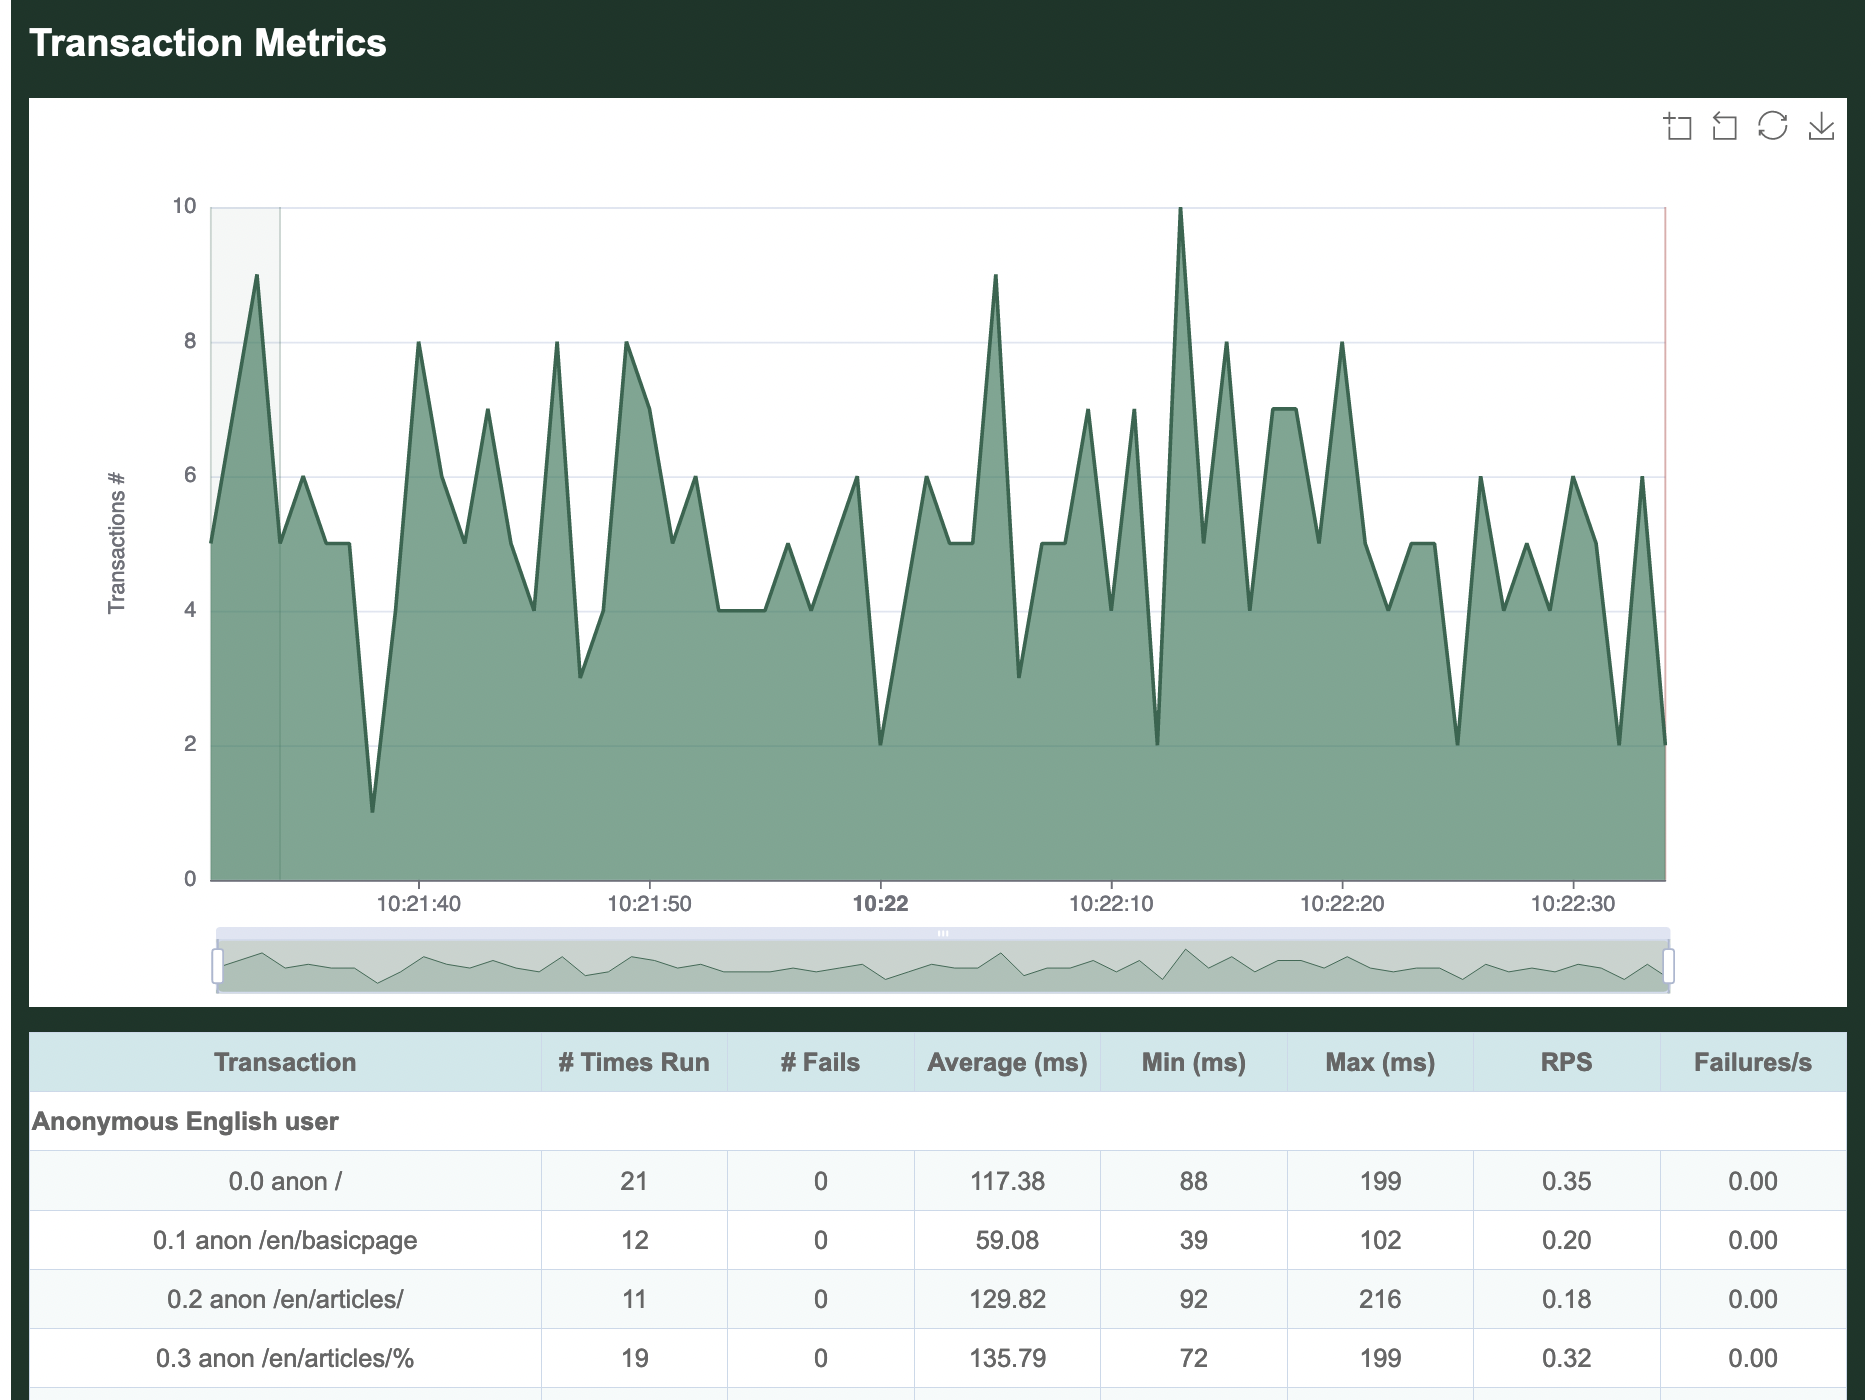 Transaction Metrics
10
8
6
4
2
0
Transactions #
10:21:40 10:21:50 10:22 10:22:10 10:22:20 10:22:30
Transaction # Times Run # Fails Average (ms) Min (ms) Max (ms) RPS Failures/s
Anonymous English user
0.0 anon / 21 0 117.38 88 199 0.35 0.00
0.1 anon /en/basicpage 12 0 59.08 39 102 0.20 0.00
0.2 anon /en/articles/ 11 0 129.82 92 216 0.18 0.00
0.3 anon /en/articles/% 19 0 135.79 72 199 0.32 0.00